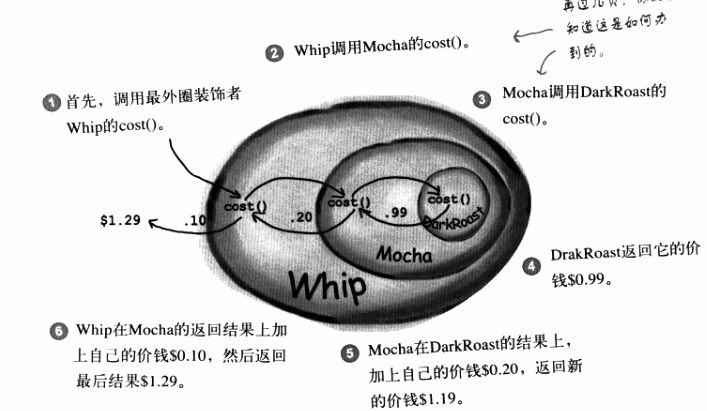 再过几页，你
知道这是如何办
到的。
② Whip调用Mocha的cost()。
① 首先，调用最外圈装饰者
Whip的cost()。
③ Mocha调用DarkRoast的
cost()。
cost()
cost()
cost()
$1.29
.10
.20
.99
DarkRoast
Mocha
Whip
④ DrakRoast返回它的价
钱$0.99。
⑥ Whip在Mocha的返回结果上加
上自己的价钱$0.10，然后返回
最后结果$1.29。
⑤ Mocha在DarkRoast的结果上，
加上自己的价钱$0.20，返回新
的价钱$1.19。